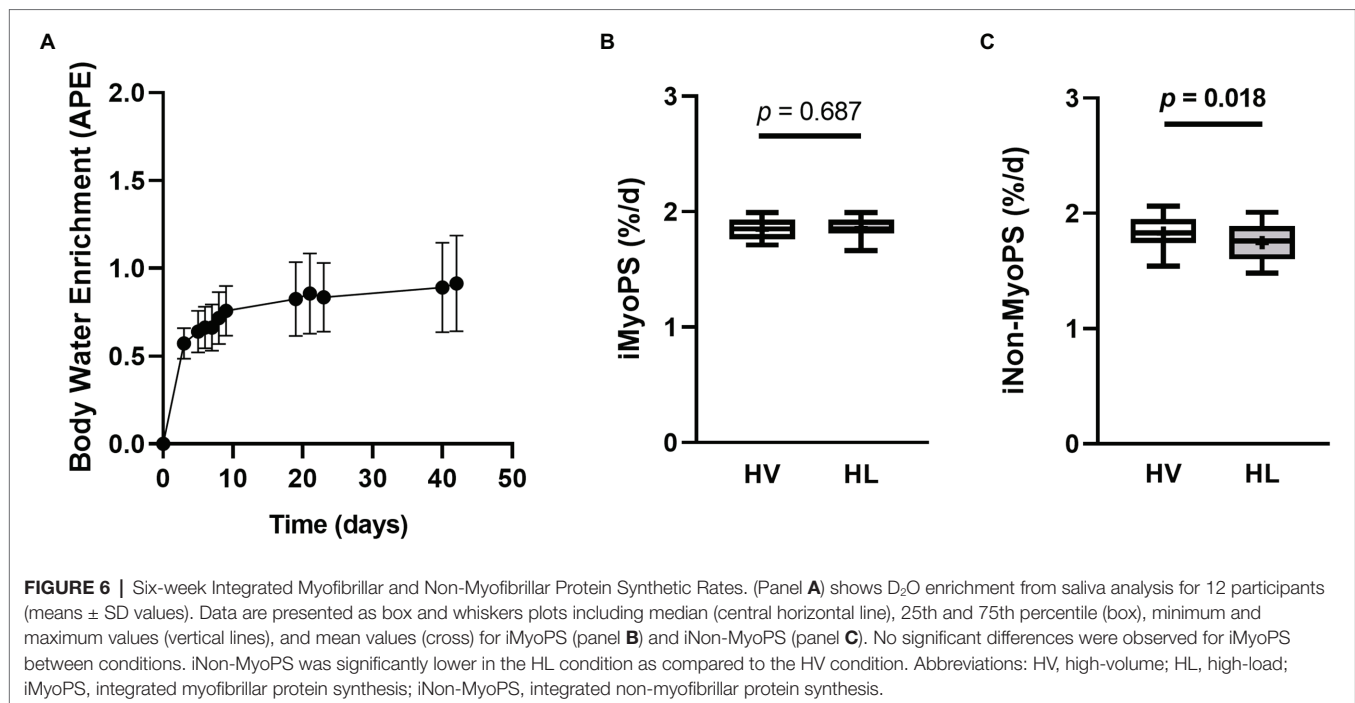 A
Body Water Enrichment (APE)
2.0
1.5
1.0
0.5
0.0
0 10 20 30 40 50
Time (days)
B
iMyoPS (%/d)
3
2
1
0
p = 0.687
HV HL
C
iNon-MyoPS (%/d)
3
2
1
0
p = 0.018
HV HL
FIGURE 6 | Six-week Integrated Myofibrillar and Non-Myofibrillar Protein Synthetic Rates. (Panel A) shows D₂O enrichment from saliva analysis for 12 participants
(means ± SD values). Data are presented as box and whiskers plots including median (central horizontal line), 25th and 75th percentile (box), minimum and
maximum values (vertical lines), and mean values (cross) for iMyoPS (panel B) and iNon-MyoPS (panel C). No significant differences were observed for iMyoPS
between conditions. iNon-MyoPS was significantly lower in the HL condition as compared to the HV condition. Abbreviations: HV, high-volume; HL, high-load;
iMyoPS, integrated myofibrillar protein synthesis; iNon-MyoPS, integrated non-myofibrillar protein synthesis.